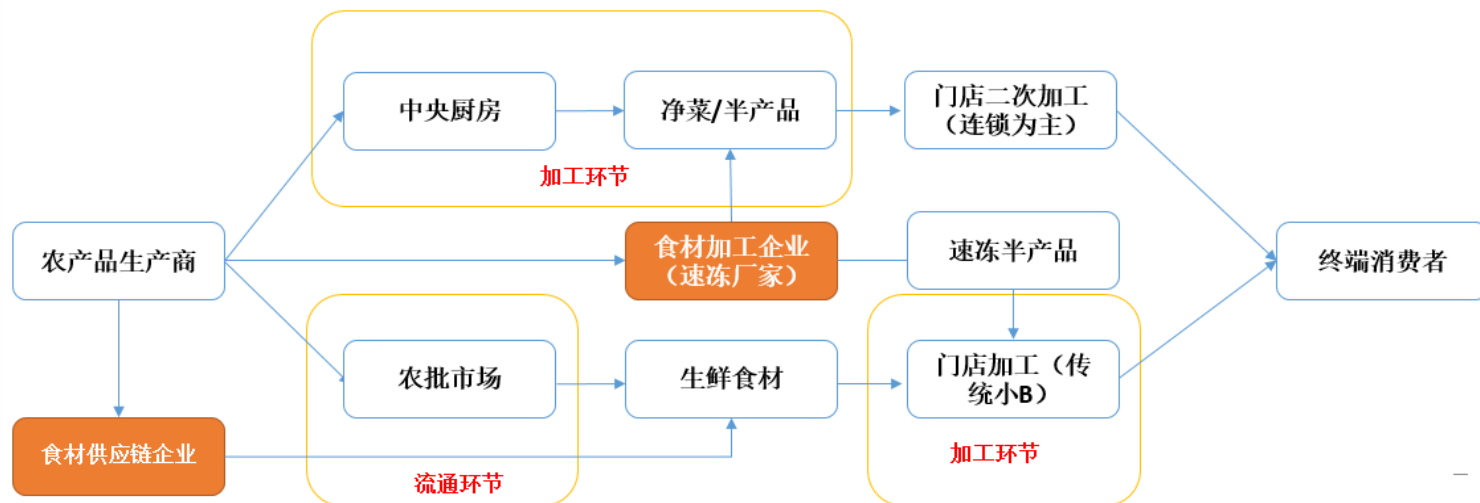 中央厨房
净菜/半产品
门店二次加工
（连锁为主）
加工环节
农产品生产商
食材加工企业
（速冻厂家）
速冻半产品
终端消费者
农批市场
生鲜食材
门店加工（传
统小B）
食材供应链企业
流通环节
加工环节